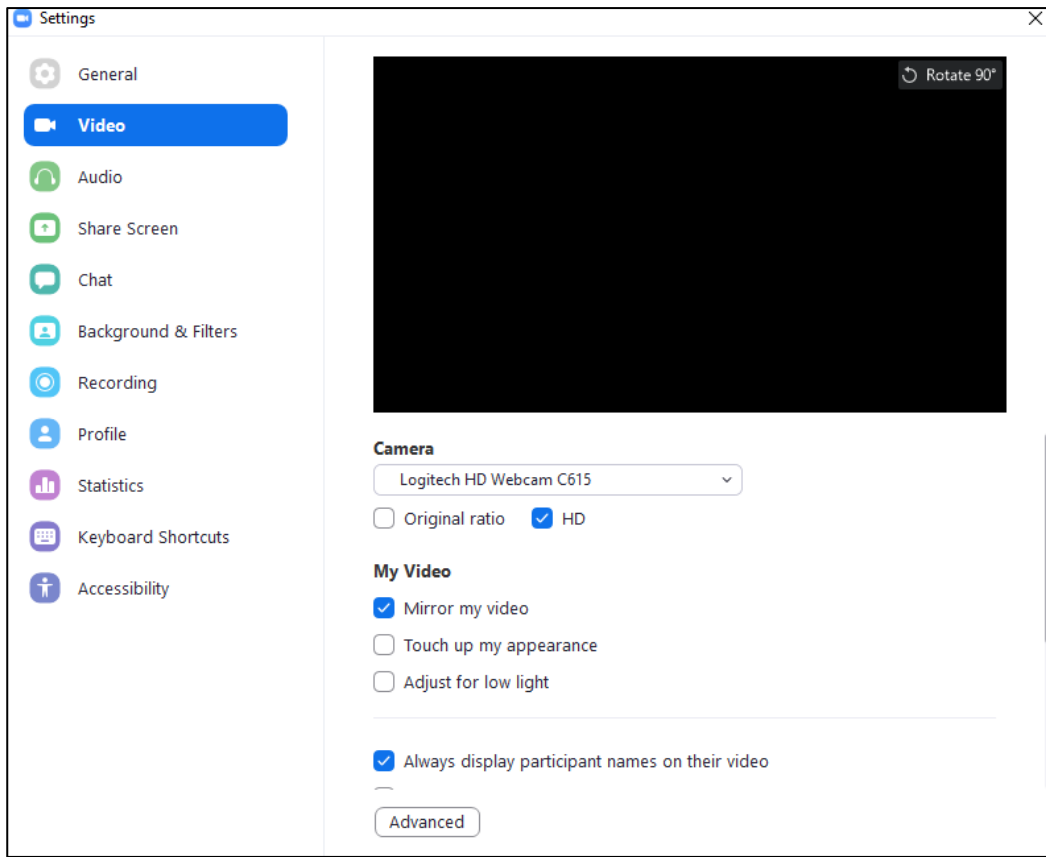 Settings
General
Video
Audio
Share Screen
Chat
Background & Filters
Recording
Profile
Statistics
Keyboard Shortcuts
Accessibility
Rotate 90°
Camera
Logitech HD Webcam C615
Original ratio HD
My Video
Mirror my video
Touch up my appearance
Adjust for low light
Always display participant names on their video
Advanced